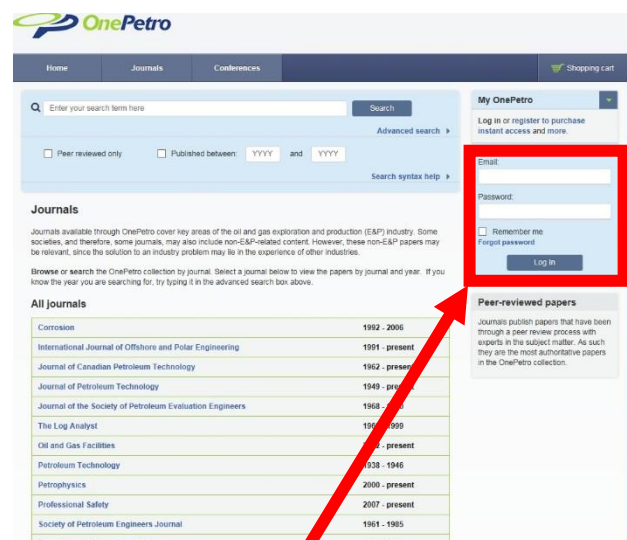 OnePetro
Home Journals Conferences Shopping cart
Enter your search term here Search
Advanced search
Peer reviewed only Published between: YYYY and YYYY
Search syntax help
Journals
Journals available through OnePetro cover key areas of the oil and gas exploration and production (E&P) industry. Some
societies, and therefore, some journals, may also include non-E&P-related content. However, these non-E&P papers may
be relevant, since the solution to an industry problem may lie in the experience of other industries.
Browse or search the OnePetro collection by journal. Select a journal below to view the papers by journal and year. If you
know the year you are searching for, try typing it in the advanced search box above.
All journals
Corrosion 1992 - 2006
International Journal of Offshore and Polar Engineering 1991 - present
Journal of Canadian Petroleum Technology 1962 - present
Journal of Petroleum Technology 1949 - present
Journal of the Society of Petroleum Evaluation Engineers 1968 -
The Log Analyst 1999
Oil and Gas Facilities - present
Petroleum Technology 1938 - 1946
Petrophysics 2000 - present
Professional Safety 2007 - present
Society of Petroleum Engineers Journal 1961 - 1985
My OnePetro
Log in or register to purchase
instant access and more.
Email:
Password:
Remember me
Forgot password
Log In
Peer-reviewed papers
Journals publish papers that have been
through a peer review process with
experts in the subject matter. As such
they are the most authoritative papers
in the OnePetro collection.